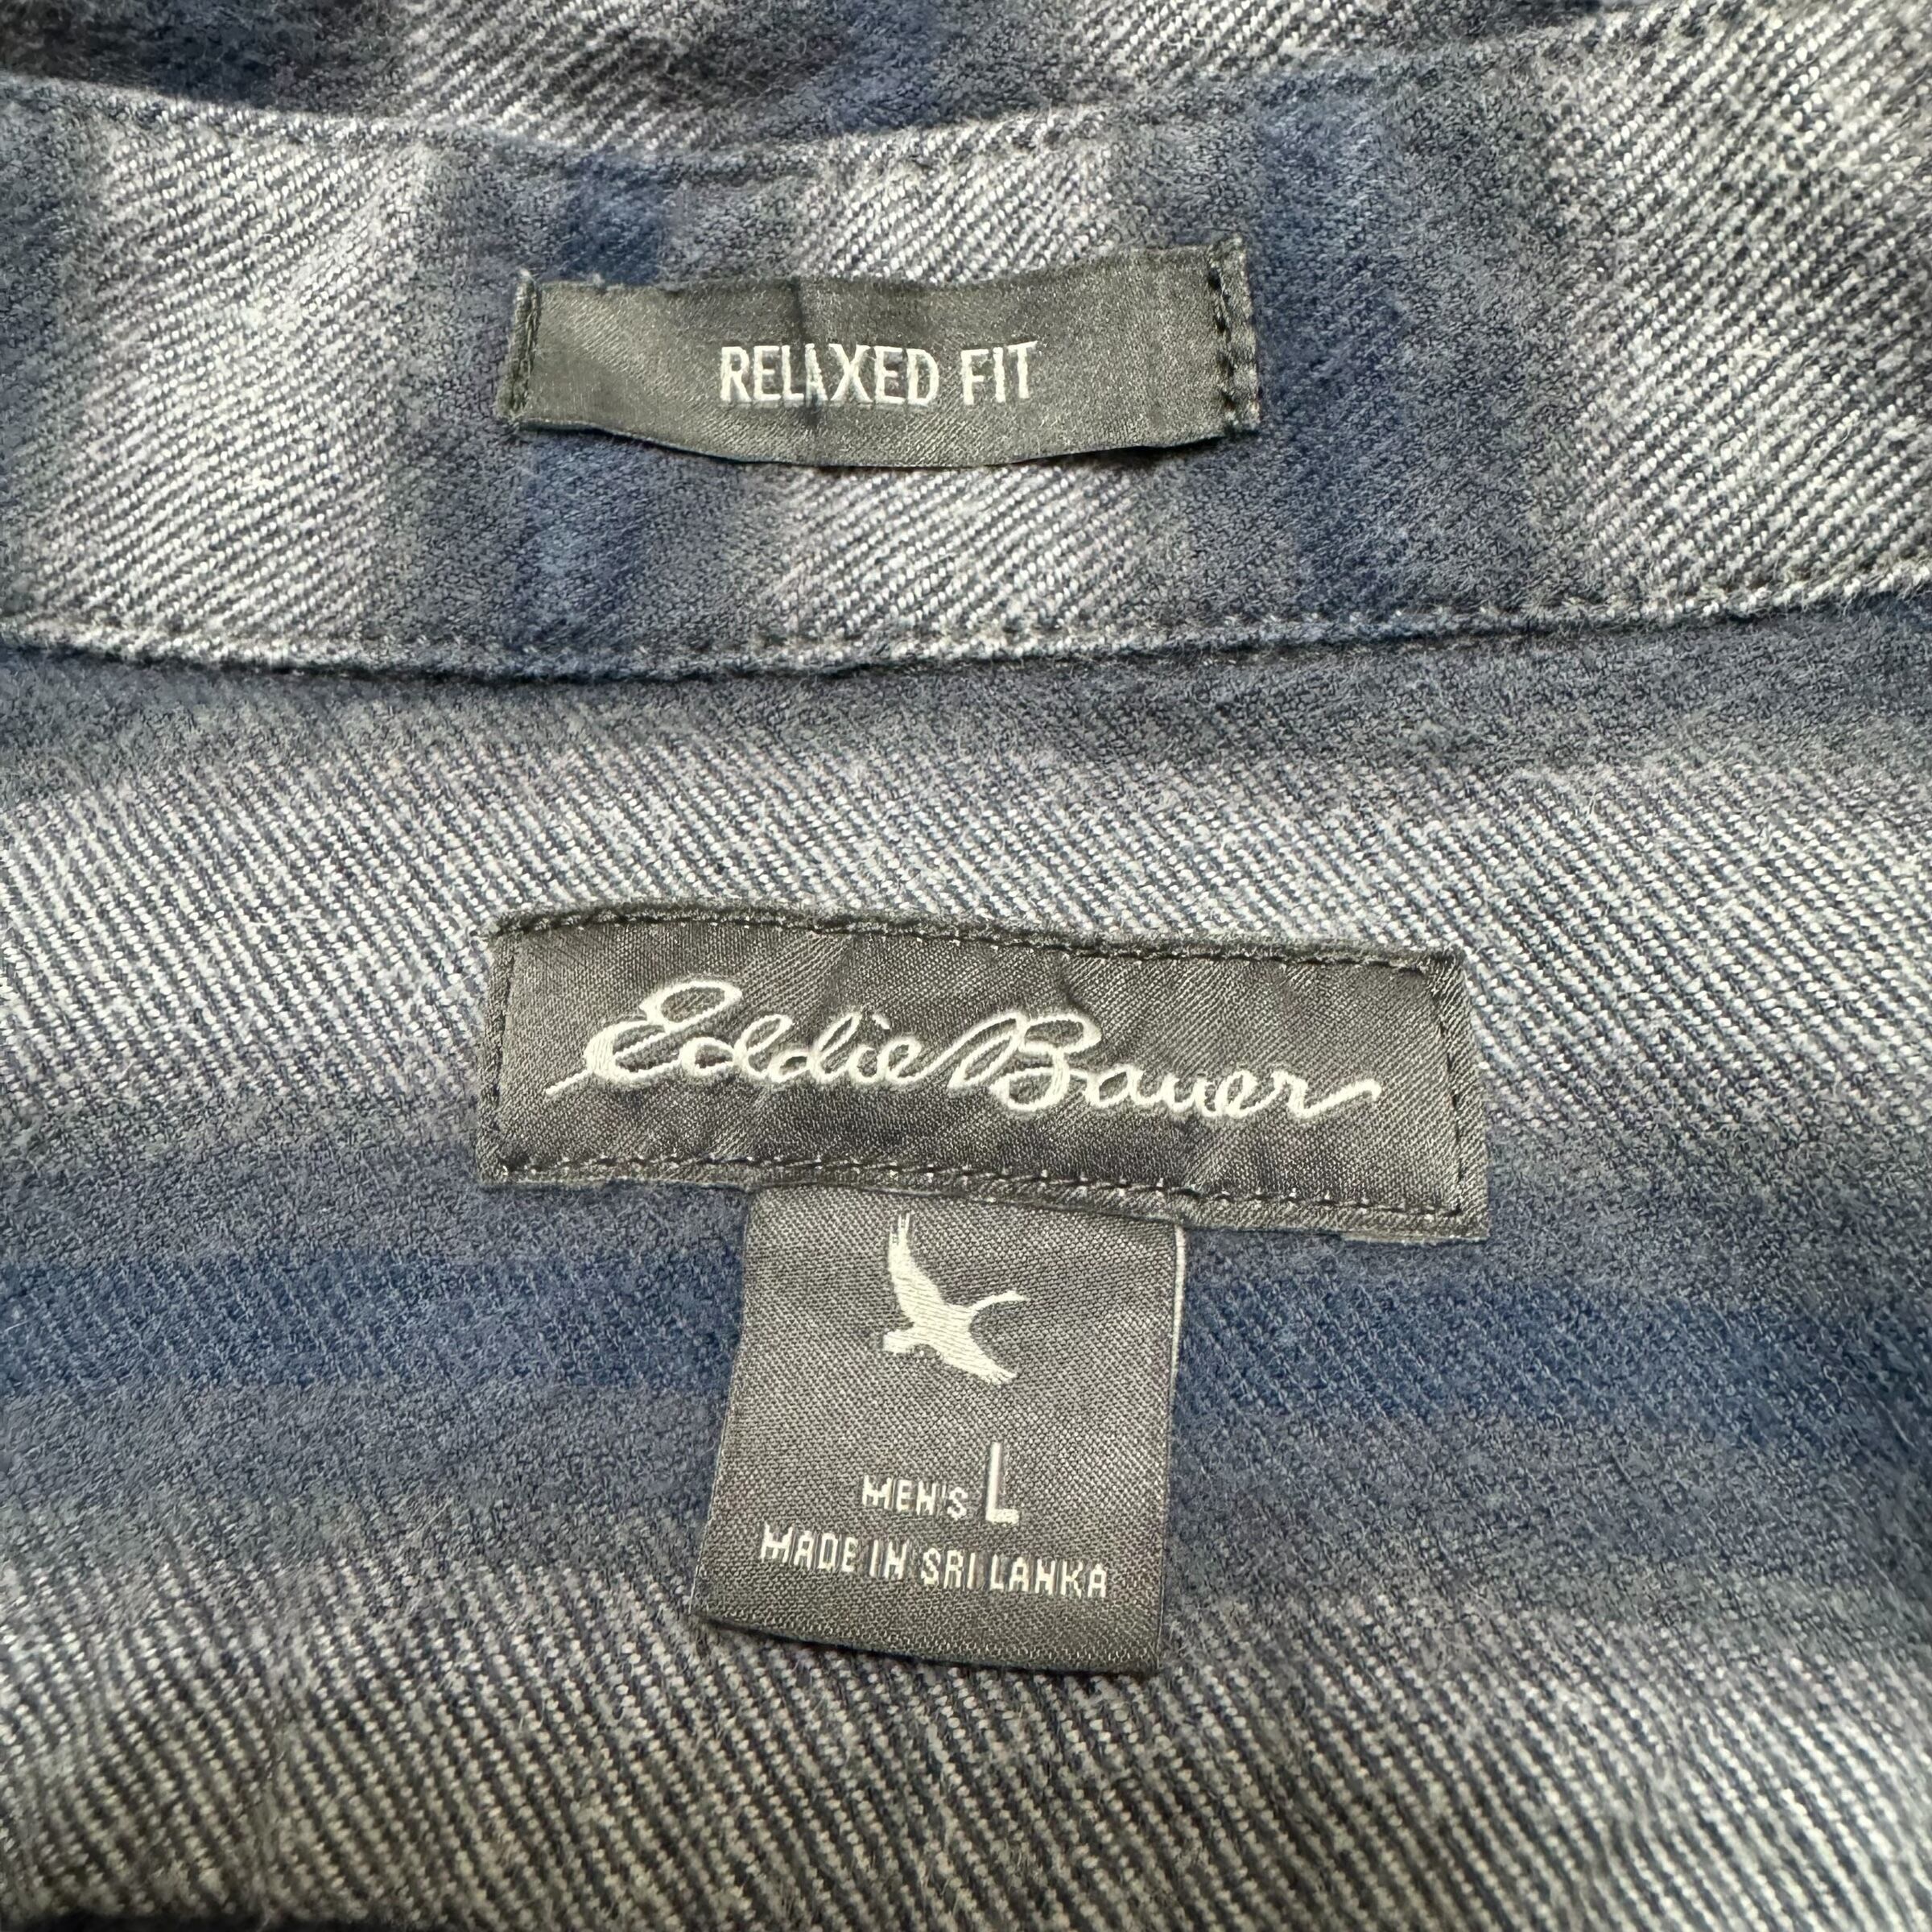 RELAXED FIT
Eddie Bauer
MEN'S L
MADE IN SRI LANKA